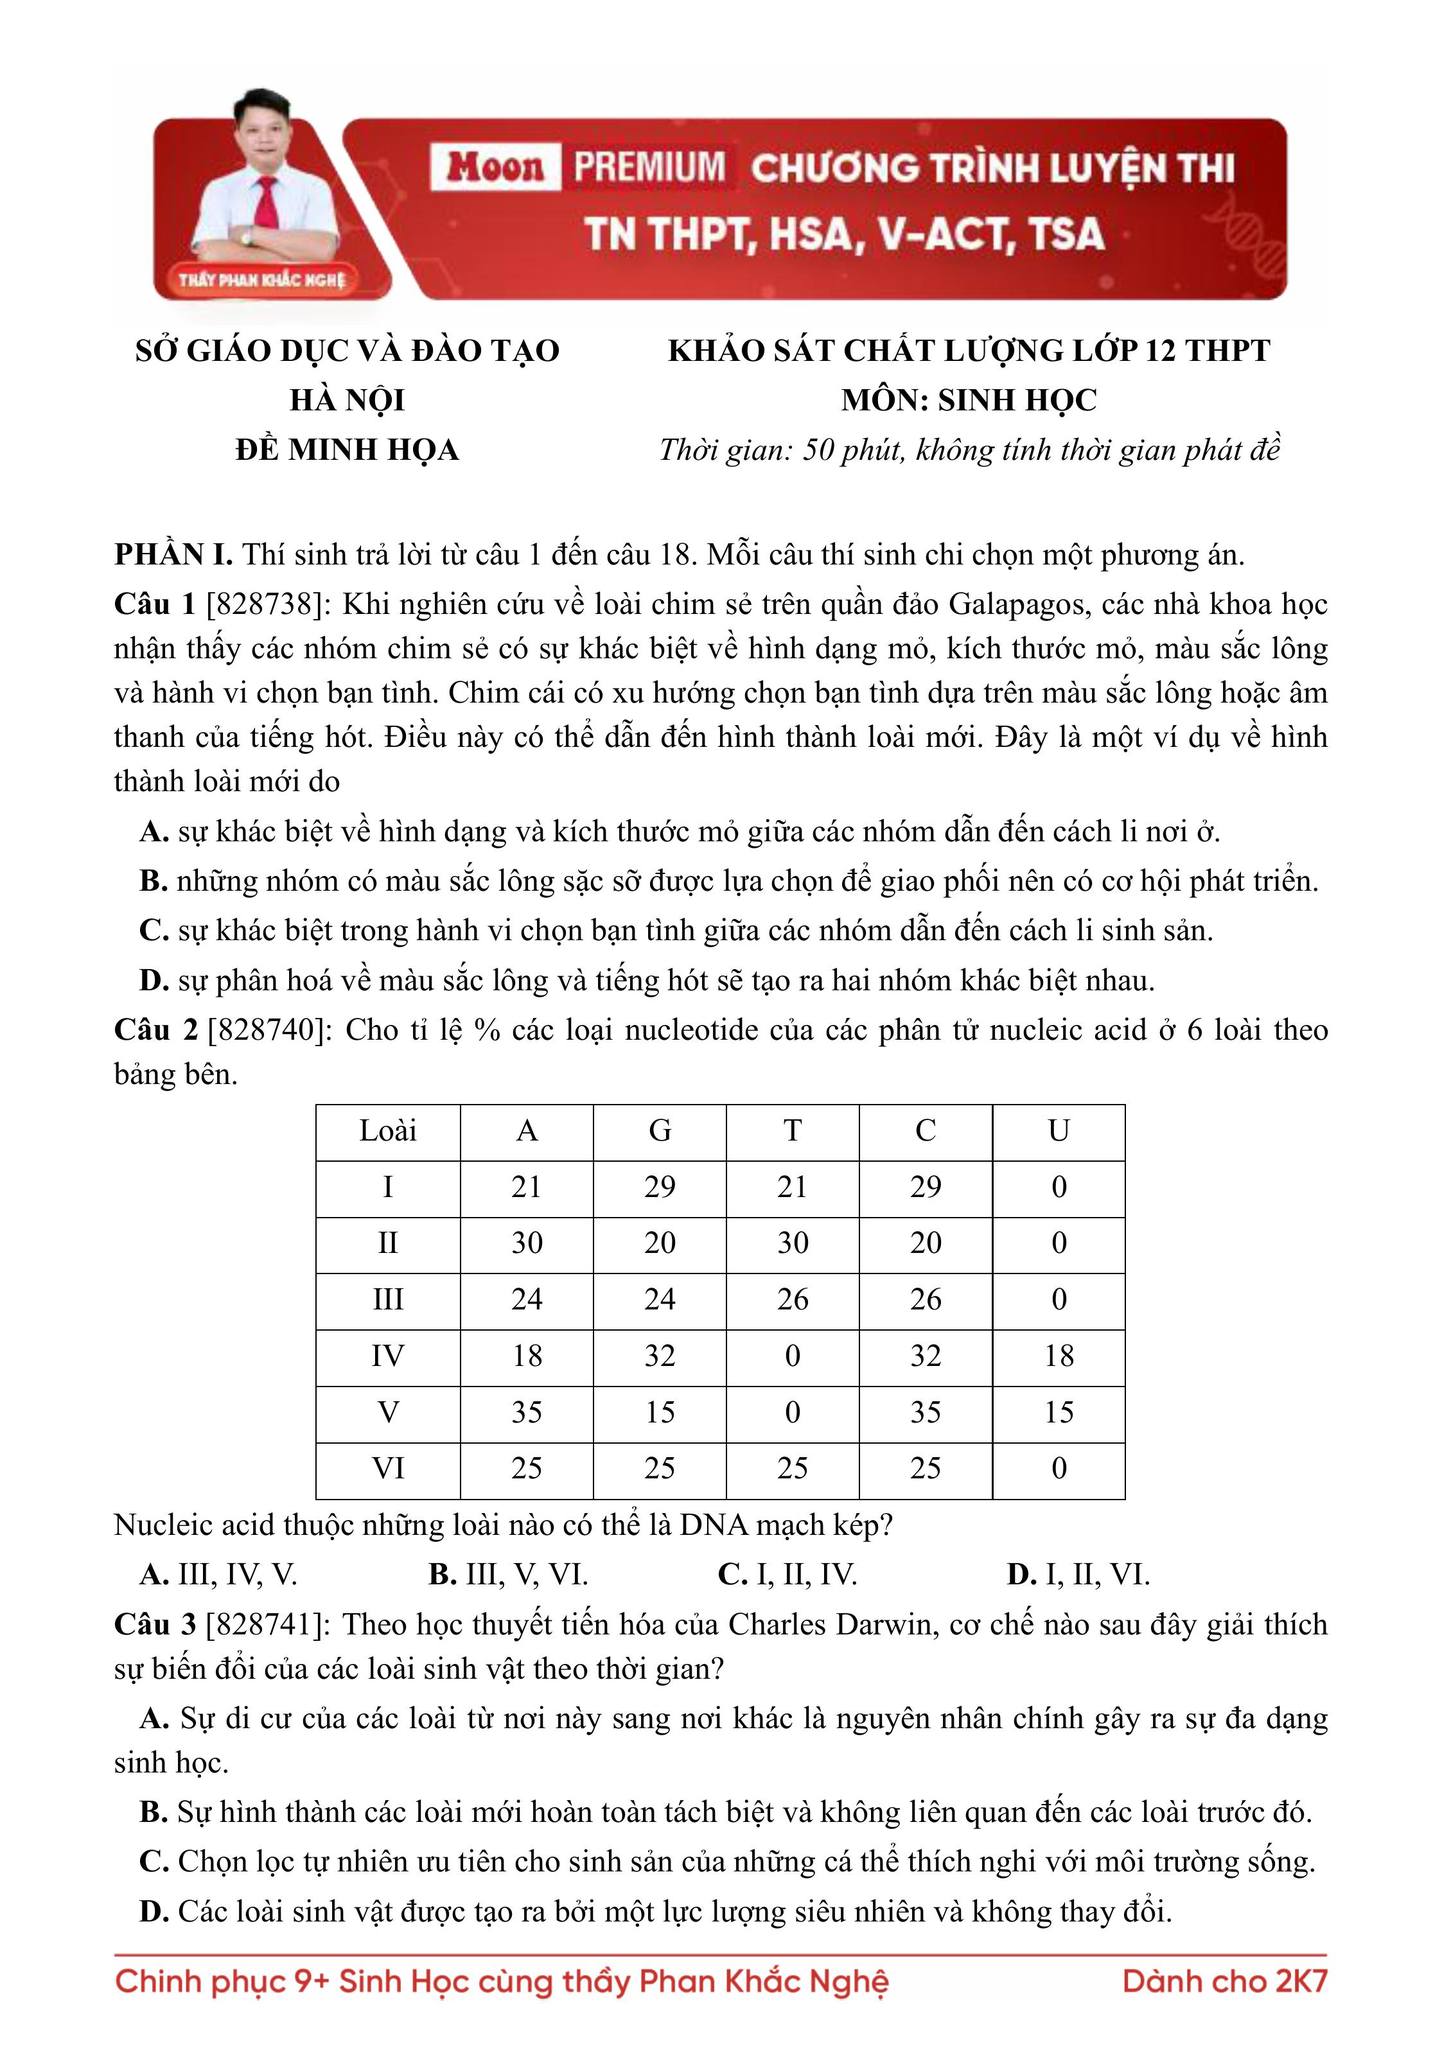 Moon PREMIUM CHƯƠNG TRÌNH LUYỆN THI
TN THPT, HSA, V-ACT, TSA
THẦY PHAN KHẮC NGHỆ
SỞ GIÁO DỤC VÀ ĐÀO TẠO
HÀ NỘI
ĐỀ MINH HỌA
KHẢO SÁT CHẤT LƯỢNG LỚP 12 THPT
MÔN: SINH HỌC
Thời gian: 50 phút, không tính thời gian phát đề
PHẦN I. Thí sinh trả lời từ câu 1 đến câu 18. Mỗi câu thí sinh chi chọn một phương án.
Câu 1 [828738]: Khi nghiên cứu về loài chim sẻ trên quần đảo Galapagos, các nhà khoa học
nhận thấy các nhóm chim sẻ có sự khác biệt về hình dạng mỏ, kích thước mỏ, màu sắc lông
và hành vi chọn bạn tình. Chim cái có xu hướng chọn bạn tình dựa trên màu sắc lông hoặc âm
thanh của tiếng hót. Điều này có thể dẫn đến hình thành loài mới. Đây là một ví dụ về hình
thành loài mới do
A. sự khác biệt về hình dạng và kích thước mỏ giữa các nhóm dẫn đến cách li nơi ở.
B. những nhóm có màu sắc lông sặc sỡ được lựa chọn để giao phối nên có cơ hội phát triển.
C. sự khác biệt trong hành vi chọn bạn tình giữa các nhóm dẫn đến cách li sinh sản.
D. sự phân hoá về màu sắc lông và tiếng hót sẽ tạo ra hai nhóm khác biệt nhau.
Câu 2 [828740]: Cho tỉ lệ % các loại nucleotide của các phân tử nucleic acid ở 6 loài theo
bảng bên.
Loài A G T C U
I 21 29 21 29 0
II 30 20 30 20 0
III 24 24 26 26 0
IV 18 32 0 32 18
V 35 15 0 35 15
VI 25 25 25 25 0
Nucleic acid thuộc những loài nào có thể là DNA mạch kép?
A. III, IV, V. B. III, V, VI. C. I, II, IV. D. I, II, VI.
Câu 3 [828741]: Theo học thuyết tiến hóa của Charles Darwin, cơ chế nào sau đây giải thích
sự biến đổi của các loài sinh vật theo thời gian?
A. Sự di cư của các loài từ nơi này sang nơi khác là nguyên nhân chính gây ra sự đa dạng
sinh học.
B. Sự hình thành các loài mới hoàn toàn tách biệt và không liên quan đến các loài trước đó.
C. Chọn lọc tự nhiên ưu tiên cho sinh sản của những cá thể thích nghi với môi trường sống.
D. Các loài sinh vật được tạo ra bởi một lực lượng siêu nhiên và không thay đổi.
Chinh phục 9+ Sinh Học cùng thầy Phan Khắc Nghệ Dành cho 2K7